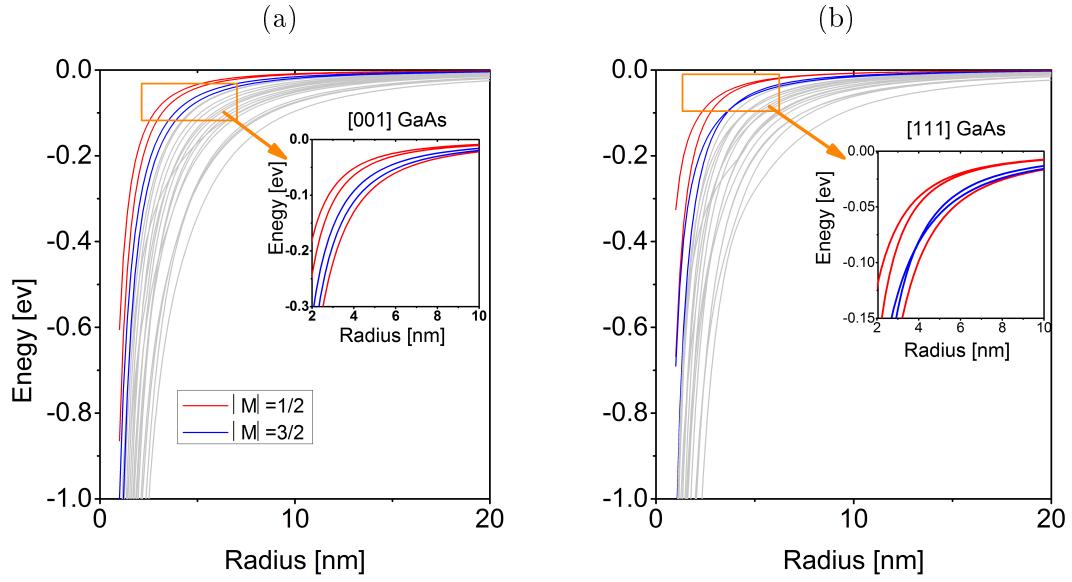 (a)
0.0
-0.2
-0.4
-0.6
-0.8
-1.0
0
10
20
Enegy [ev]
Radius [nm]
[001] GaAs
0.0
-0.1
-0.2
-0.3
2
4
6
8
10
Enegy [ev]
Radius [nm]
| M| =1/2
| M| =3/2
(b)
0.0
-0.2
-0.4
-0.6
-0.8
-1.0
0
10
20
Radius [nm]
[111] GaAs
0.00
-0.05
-0.10
-0.15
2
4
6
8
10
Energy [ev]
Radius [nm]